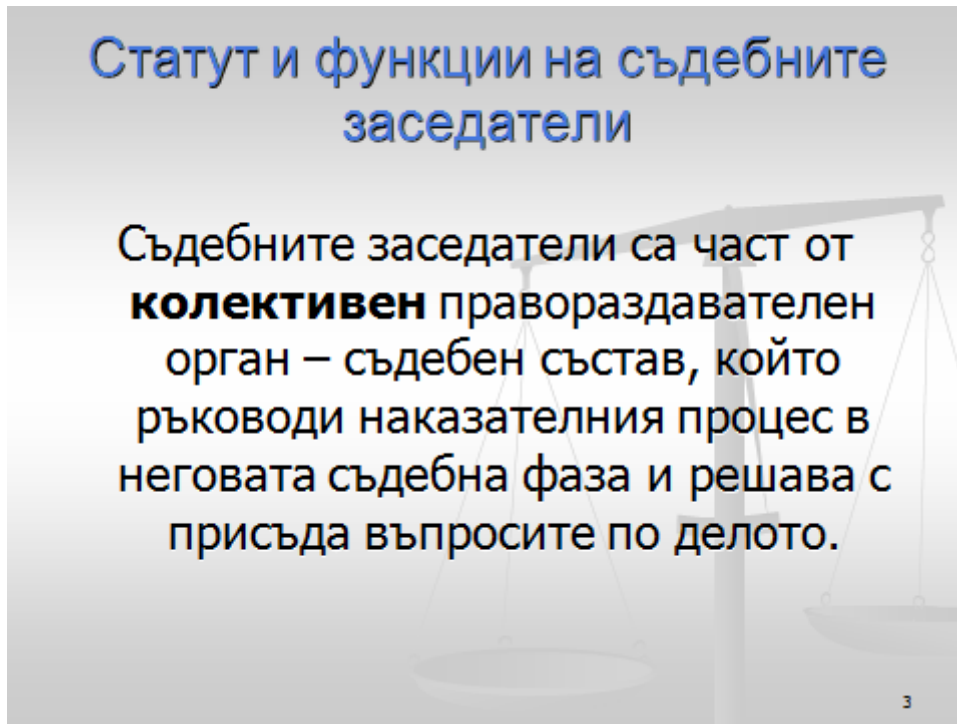 Статут и функции на съдебните
заседатели
Съдебните заседатели са част от
колективен правораздавателен
орган – съдебен състав, който
ръководи наказателния процес в
неговата съдебна фаза и решава с
присъда въпросите по делото.
3